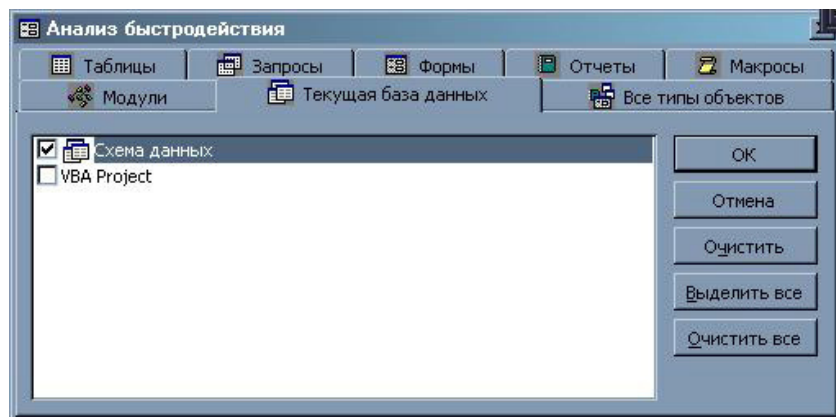 Анализ быстродействия
Таблицы Запросы Формы Отчеты Макросы
Модули Текущая база данных Все типы объектов
Схема данных
VBA Project
ОК
Отмена
Очистить
Выделить все
Очистить все